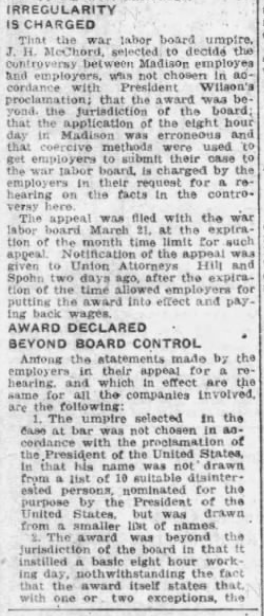 IRREGULARITY
IS CHARGED
That the war labor board umpire,
J. H. McChord, selected to decide the
controversy between Madison employes
and employers, was not chosen in ac-
cordance with President Wilson's
proclamation; that the award was be-
yond the jurisdiction of the board;
that the application of the eight hour
day in Madison was erroneous and
that coercive methods were used to
get employers to submit their case to
the war labor board, is charged by the
employers in their request for a re-
hearing on the facts in the contro-
versy here.
The appeal was filed with the war
labor board March 21, at the expira-
tion of the month time limit for such
appeal. Notification of the appeal was
given to Union Attorneys Hill and
Spohn two days ago, after the expira-
tion of the time allowed employers for
putting the award into effect and pay-
ing back wages.
AWARD DECLARED
BEYOND BOARD CONTROL
Among the statements made by the
employers in their appeal for a re-
hearing, and which in effect are the
same for all the companies involved,
are the following:
1. The umpire selected in the
case at bar was not chosen in ac-
cordance with the proclamation of
the President of the United States,
in that his name was not drawn
from a list of 10 suitable disinter-
ested persons, nominated for the
purpose by the President of the
United States, but was drawn
from a smaller list of names.
2. The award was beyond the
jurisdiction of the board in that it
instilled a basic eight hour work-
ing day, nothwithstanding the fact
that the award itself states that,
with one or two exceptions, the